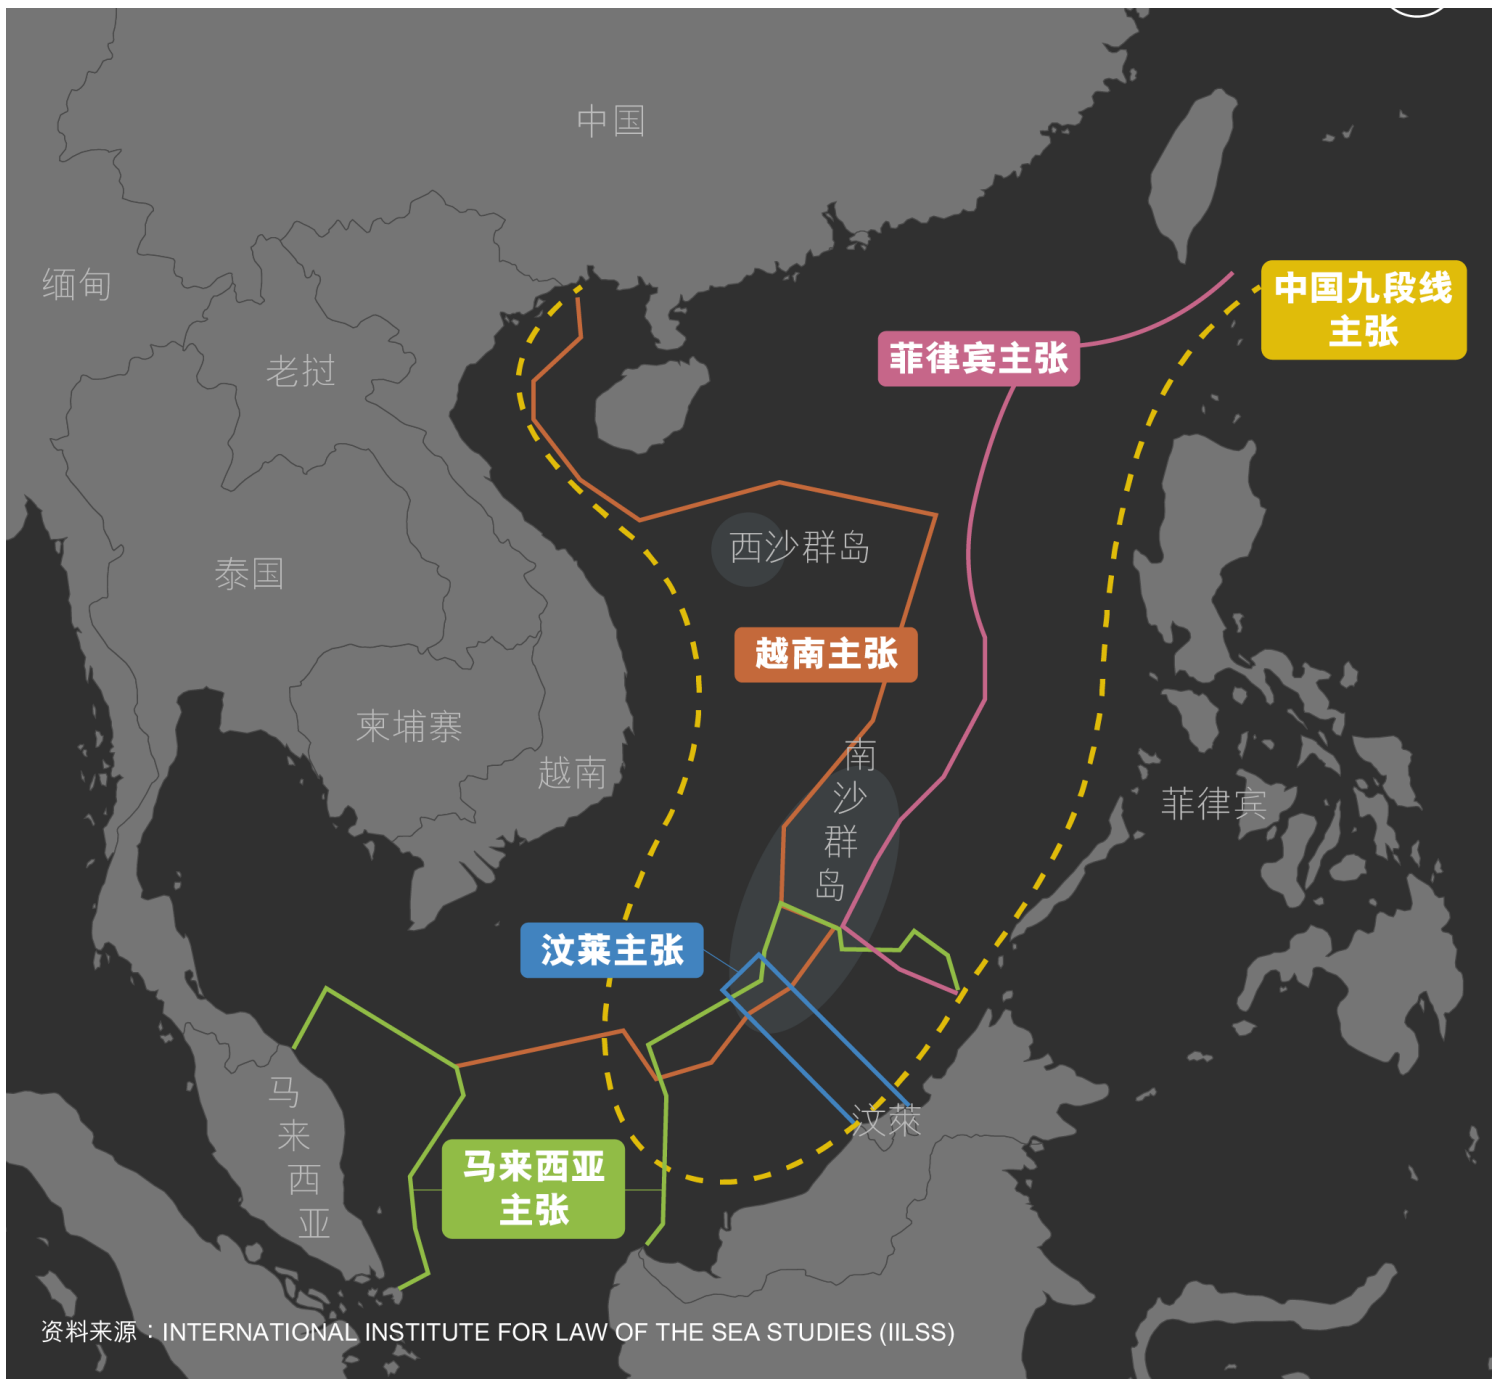 中国
缅甸
中国九段线
主张
菲律宾主张
老挝
西沙群岛
泰国
越南主张
柬埔寨
南
沙
群
岛
越南
菲律宾
汶莱主张
马
来
西
亚
汶萊
马来西亚
主张
资料来源：INTERNATIONAL INSTITUTE FOR LAW OF THE SEA STUDIES (IILSS)